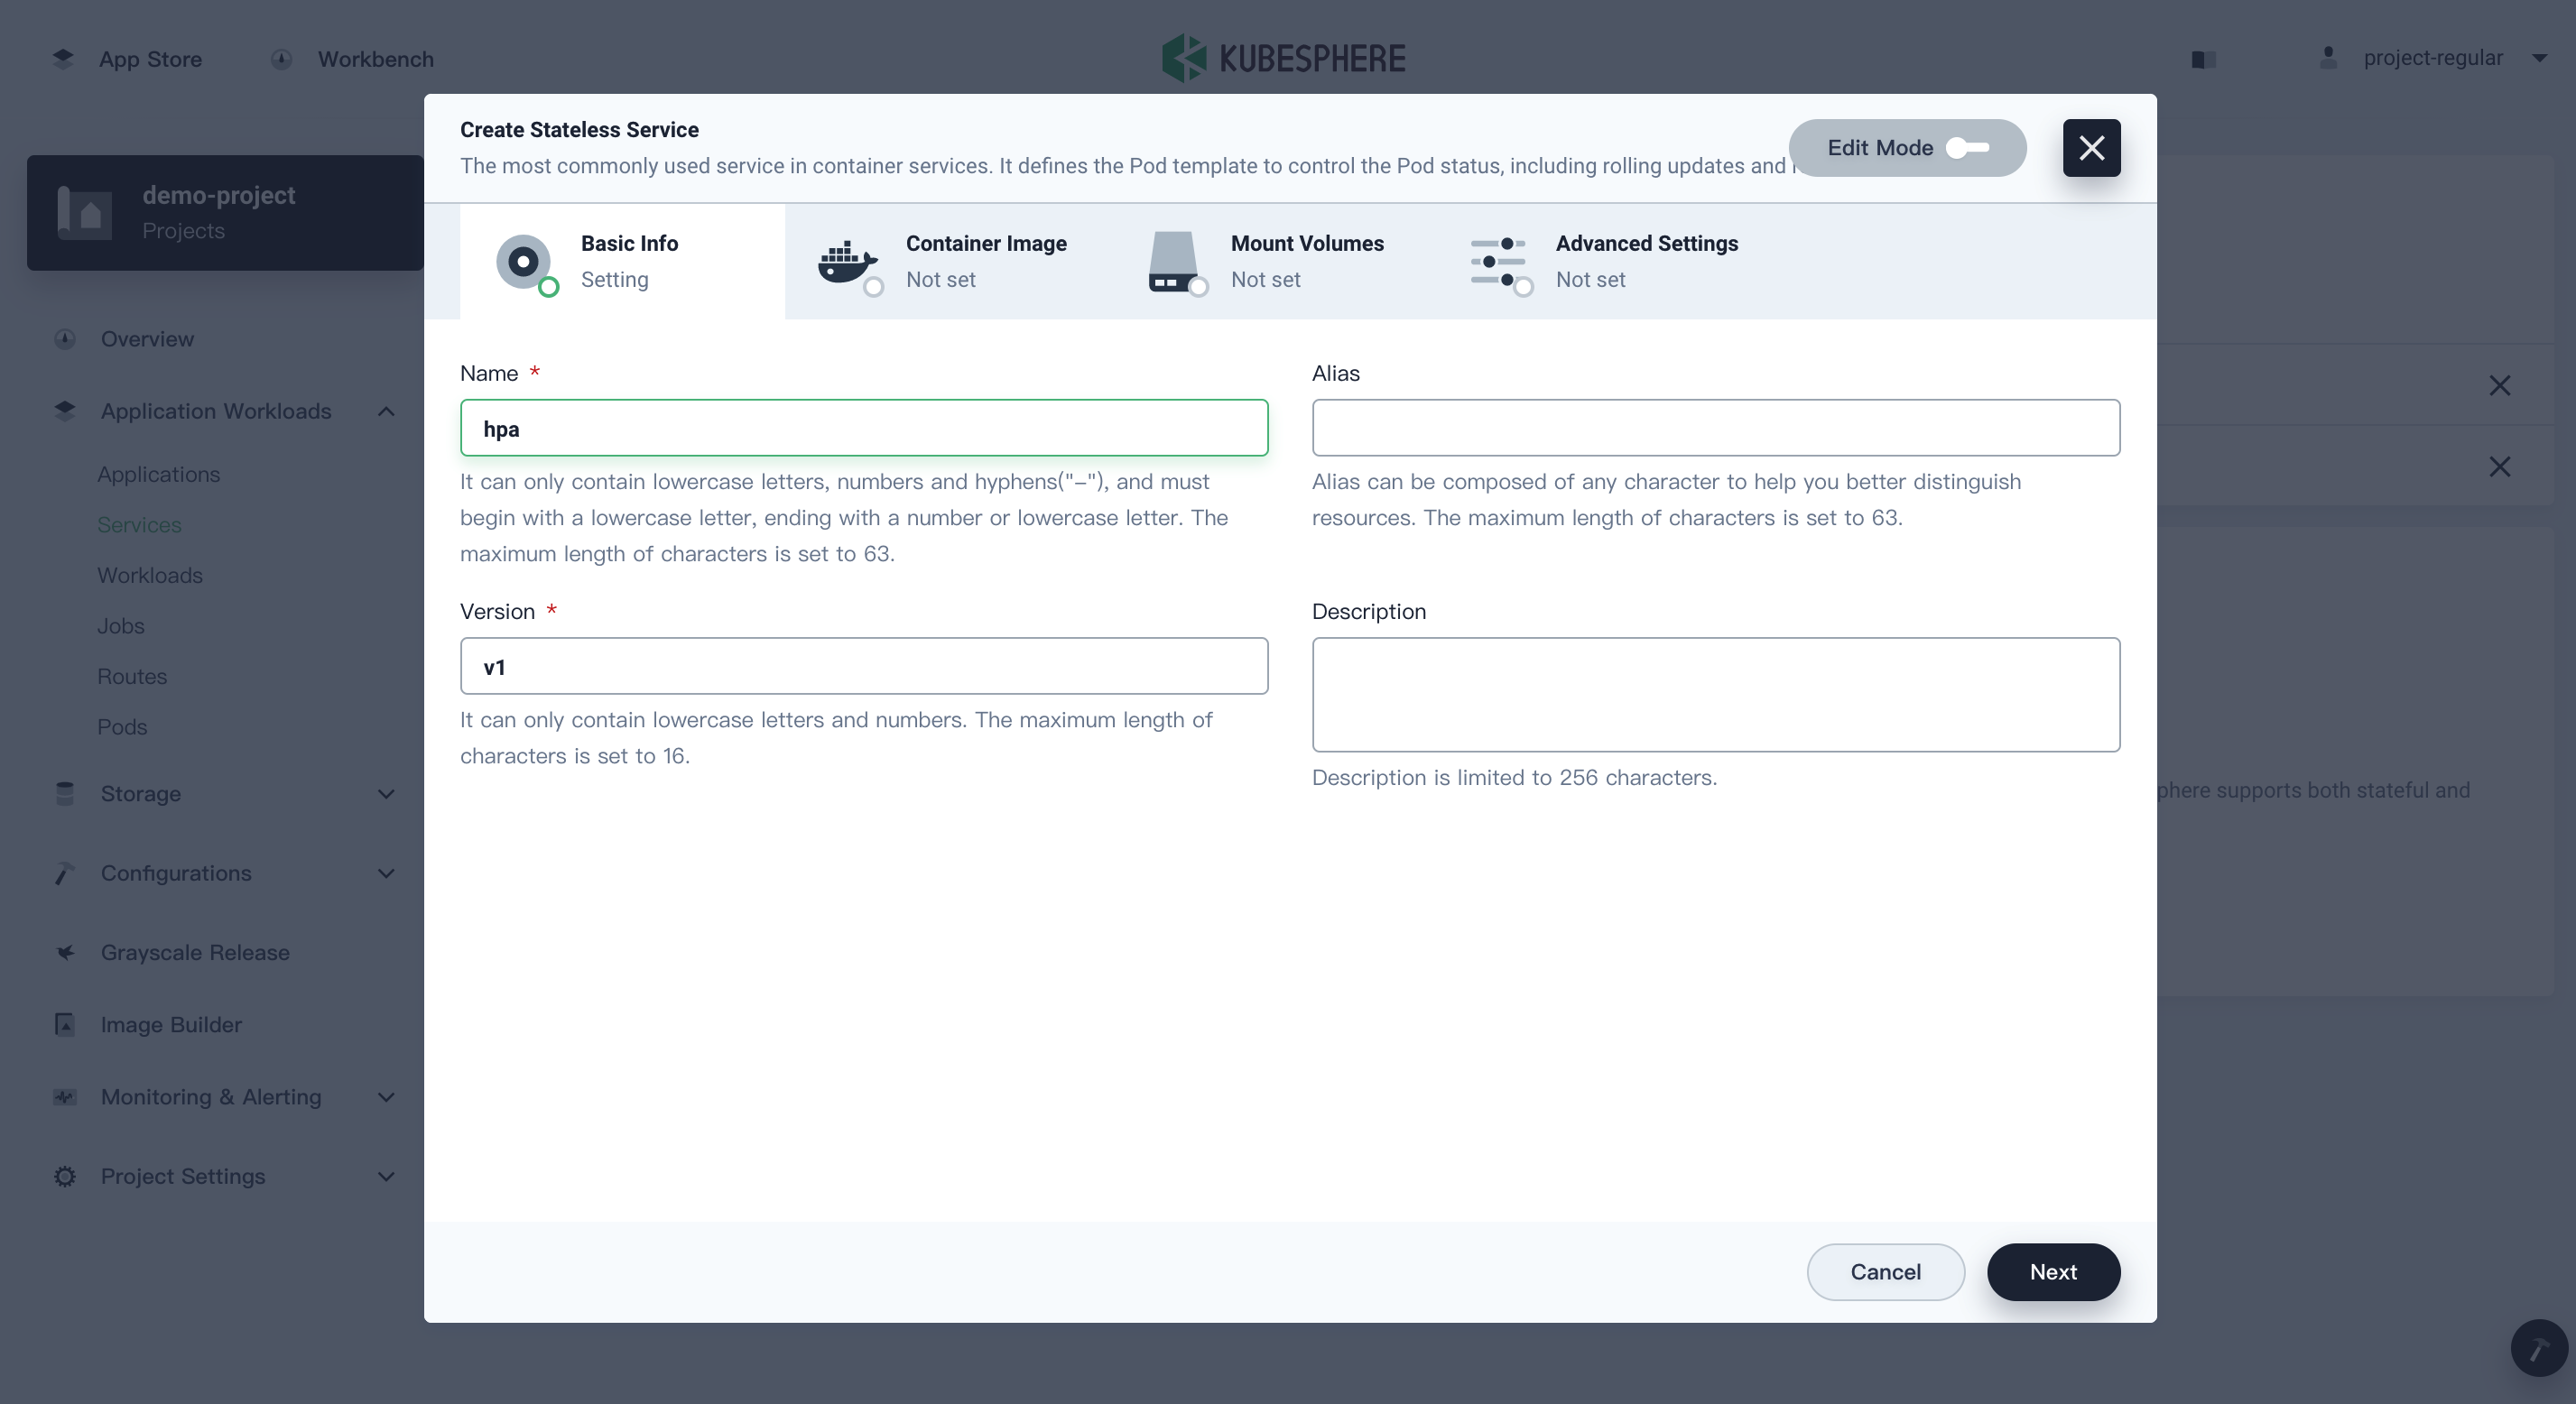 App Store
Workbench
KUBESPHERE
project-regular
demo-project
Projects
Overview
Application Workloads
Applications
Services
Workloads
Jobs
Routes
Pods
Storage
Configurations
Grayscale Release
Image Builder
Monitoring & Alerting
Project Settings
Create Stateless Service
The most commonly used service in container services. It defines the Pod template to control the Pod status, including rolling updates and
Edit Mode
Basic Info
Setting
Container Image
Not set
Mount Volumes
Not set
Advanced Settings
Not set
Name *
hpa
It can only contain lowercase letters, numbers and hyphens("-"), and must
begin with a lowercase letter, ending with a number or lowercase letter. The
maximum length of characters is set to 63.
Alias
Alias can be composed of any character to help you better distinguish
resources. The maximum length of characters is set to 63.
Version *
v1
It can only contain lowercase letters and numbers. The maximum length of
characters is set to 16.
Description
Description is limited to 256 characters.
phere supports both stateful and
Cancel
Next